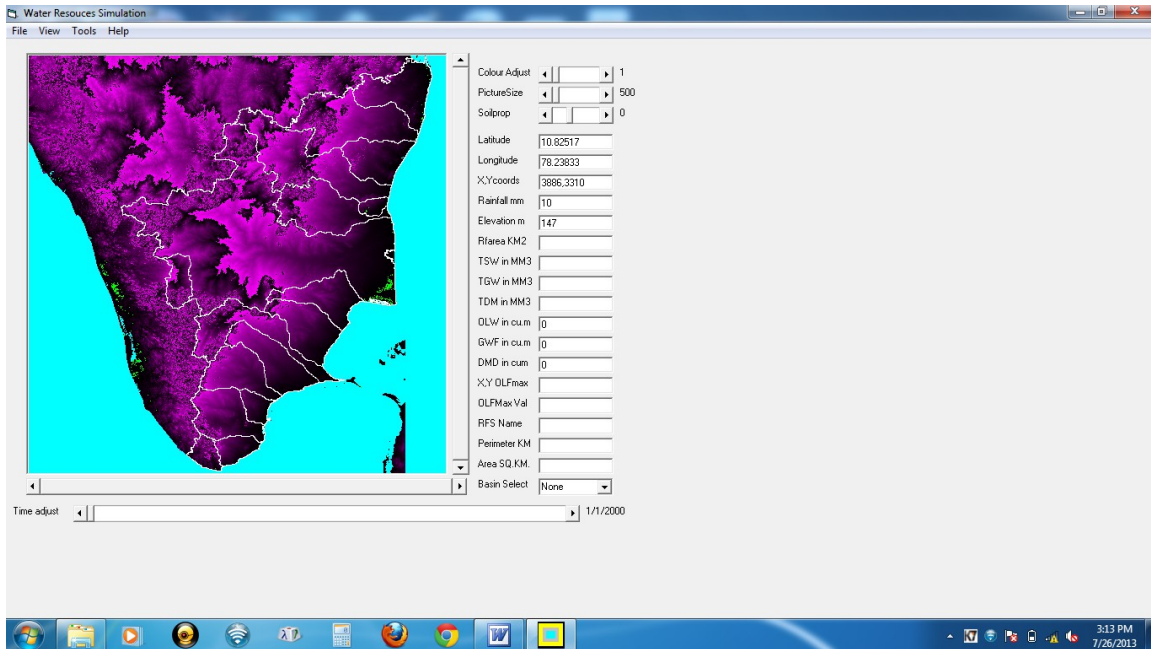 Water Resouces Simulation
File View Tools Help
Colour Adjust 1
PictureSize 500
Soilprop 0
Latitude 10.82517
Longitude 78.23833
X,Ycoords 3886,3310
Rainfall mm 10
Elevation m 147
Rfarea KM2
TSW in MM3
TGW in MM3
TDM in MM3
OLW in cu.m 0
GWF in cu.m 0
DMD in cum 0
X,Y OLFmax
OLFMax Val
RFS Name
Perimeter KM
Area SQ.KM.
Basin Select None
Time adjust 1/1/2000
3:13 PM
7/26/2013